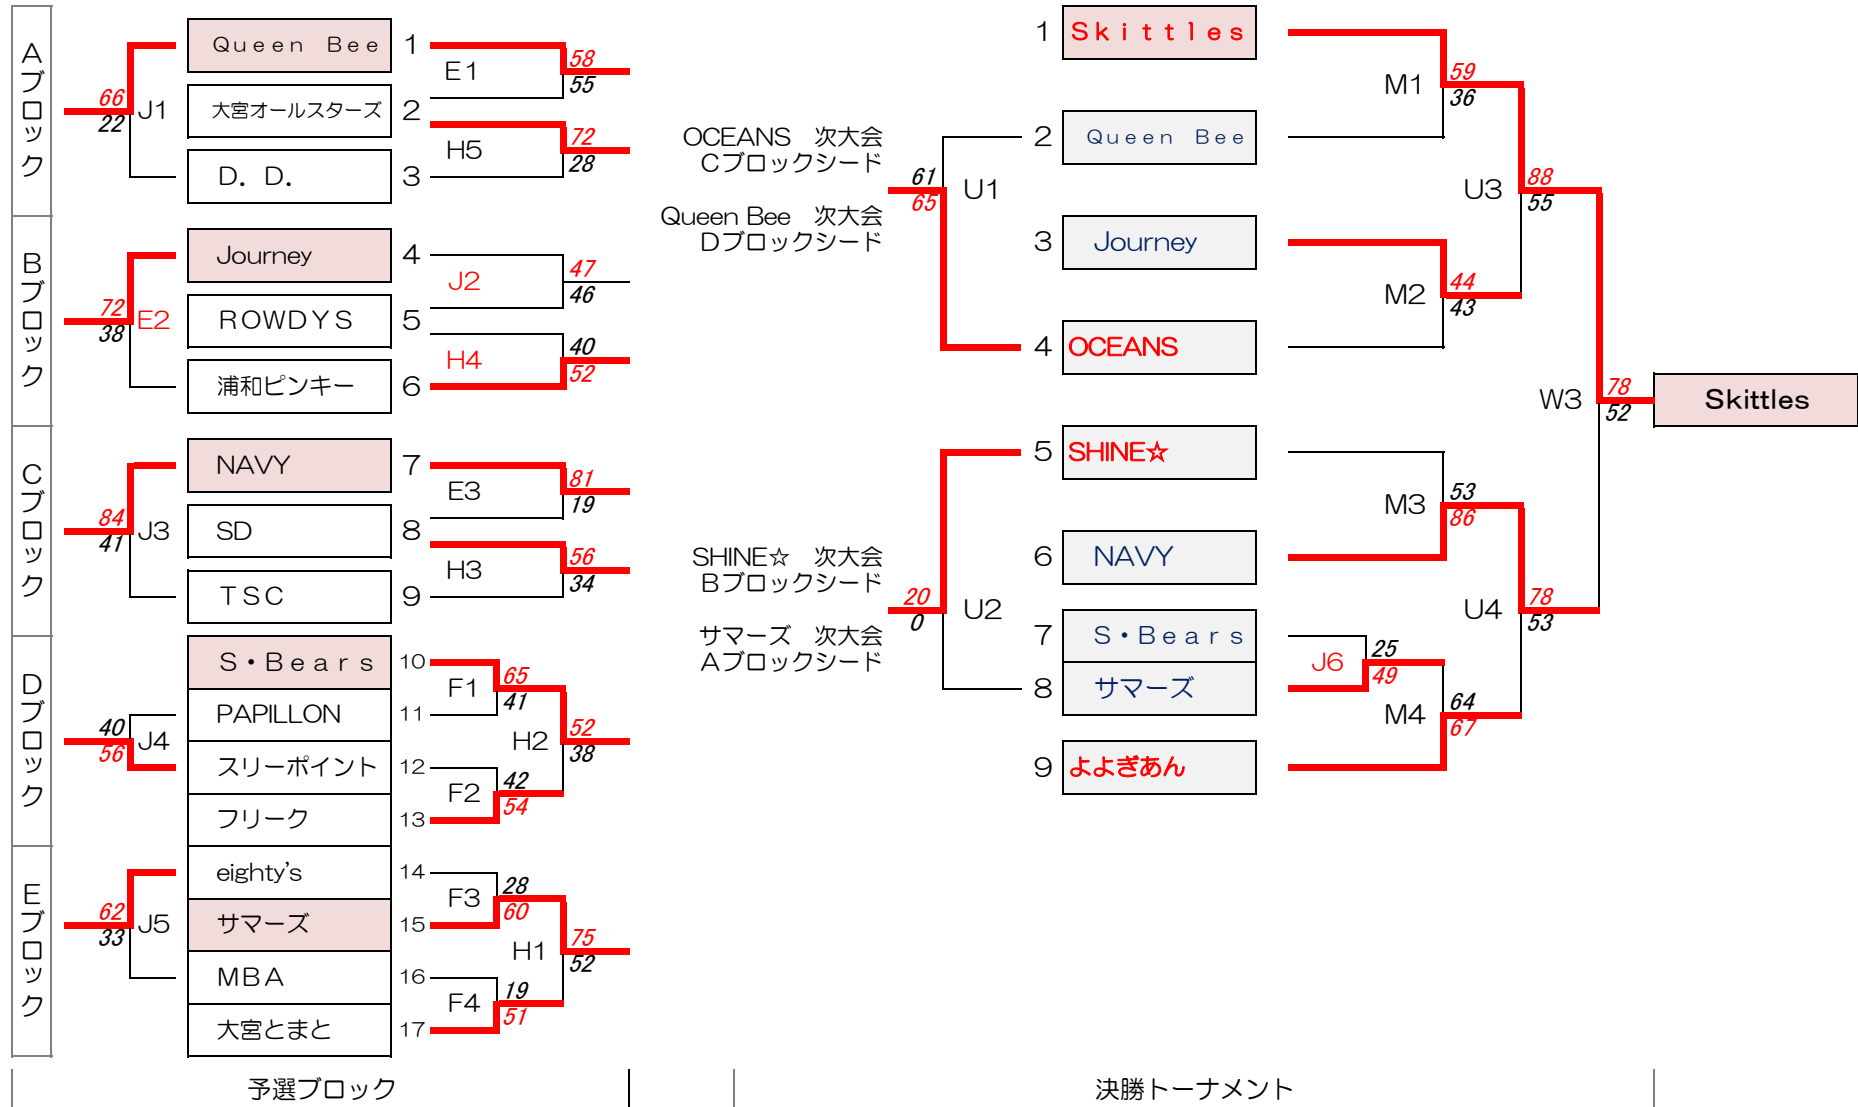 Aブロック
66
22
J1
Queen Bee 1
大宮オールスターズ 2
D．D． 3
E1
58
55
H5
72
28
Bブロック
72
38
E2
Journey 4
ROWDYS 5
浦和ピンキー 6
J2
47
46
H4
40
52
Cブロック
84
41
J3
NAVY 7
SD 8
TSC 9
E3
81
19
H3
56
34
Dブロック
40
56
J4
S・Bears 10
PAPILLON 11
スリーポイント 12
フリーク 13
F1
65
41
H2
52
38
F2
42
54
Eブロック
62
33
J5
eighty's 14
サマーズ 15
MBA 16
大宮とまと 17
F3
28
60
H1
75
52
F4
19
51
予選ブロック
OCEANS 次大会
Cブロックシード
61
65
U1
Queen Bee 次大会
Dブロックシード
SHINE☆ 次大会
Bブロックシード
20
0
U2
サマーズ 次大会
Aブロックシード
1 Skittles
2 Queen Bee
3 Journey
4 OCEANS
5 SHINE☆
6 NAVY
7 S・Bears
8 サマーズ
9 よよぎあん
M1
59
36
U3
88
55
M2
44
43
W3
78
52
Skittles
M3
53
86
U4
78
53
J6
25
49
M4
64
67
決勝トーナメント